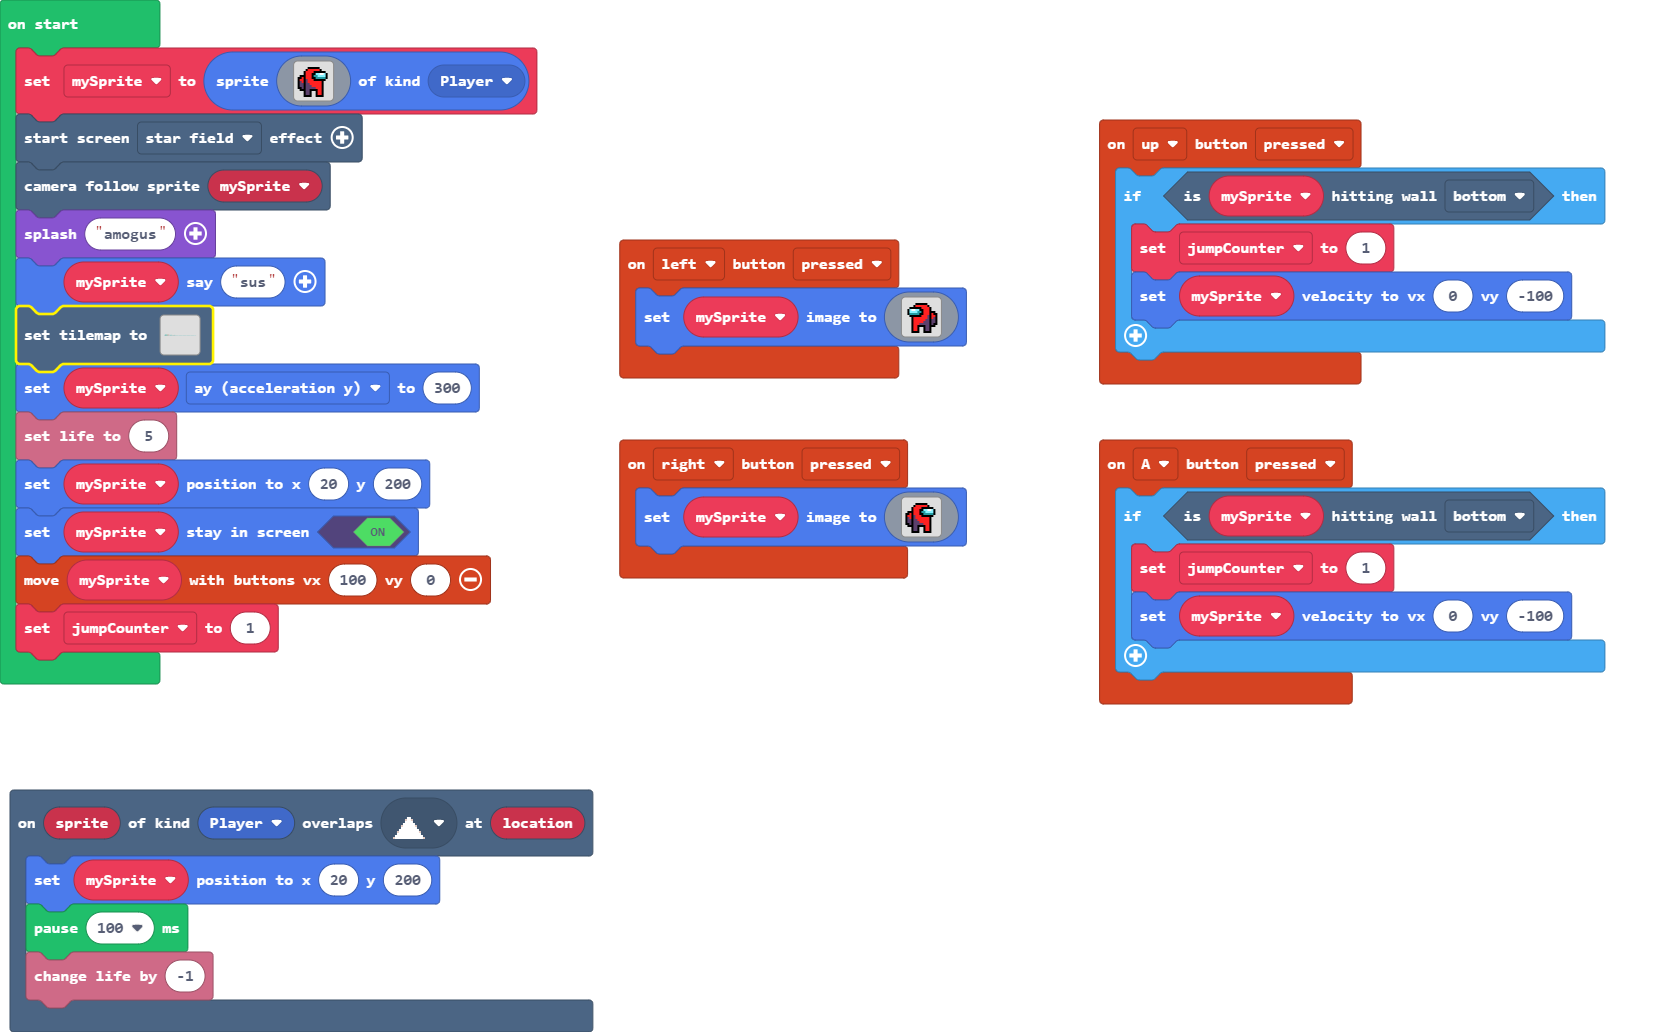 on start
set mySprite to sprite of kind Player
start screen star field effect
camera follow sprite mySprite
splash "amogus"
mySprite say "sus"
set tilemap to
set mySprite ay (acceleration y) to 300
set life to 5
set mySprite position to x 20 y 200
set mySprite stay in screen ON
move mySprite with buttons vx 100 vy 0
set jumpCounter to 1
on left button pressed
set mySprite image to
on right button pressed
set mySprite image to
on up button pressed
if is mySprite hitting wall bottom then
set jumpCounter to 1
set mySprite velocity to vx 0 vy -100
on A button pressed
if is mySprite hitting wall bottom then
set jumpCounter to 1
set mySprite velocity to vx 0 vy -100
on sprite of kind Player overlaps at location
set mySprite position to x 20 y 200
pause 100 ms
change life by -1